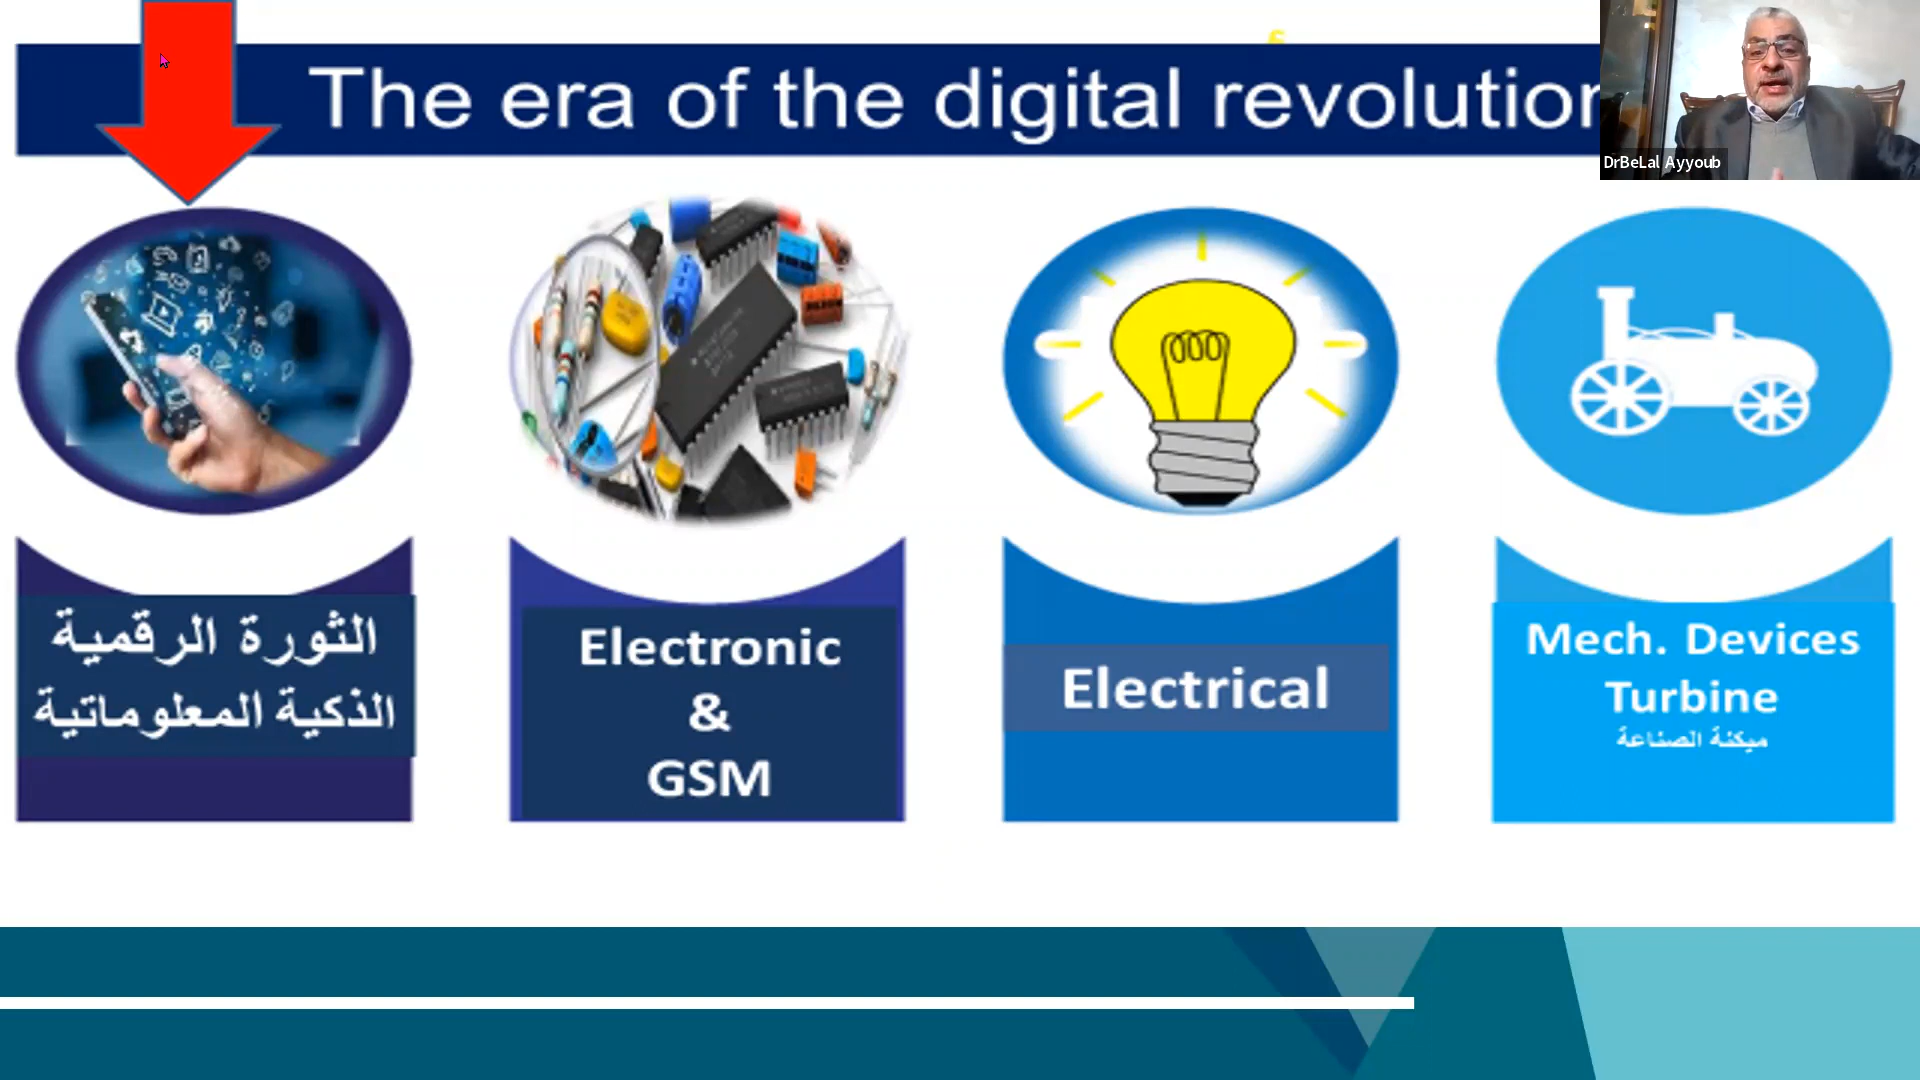 The era of the digital revolution
DrBeLal Ayyoub
الثورة الرقمية
الذكية المعلوماتية
Electronic
&
GSM
Electrical
Mech. Devices
Turbine
ميكنة الصناعة